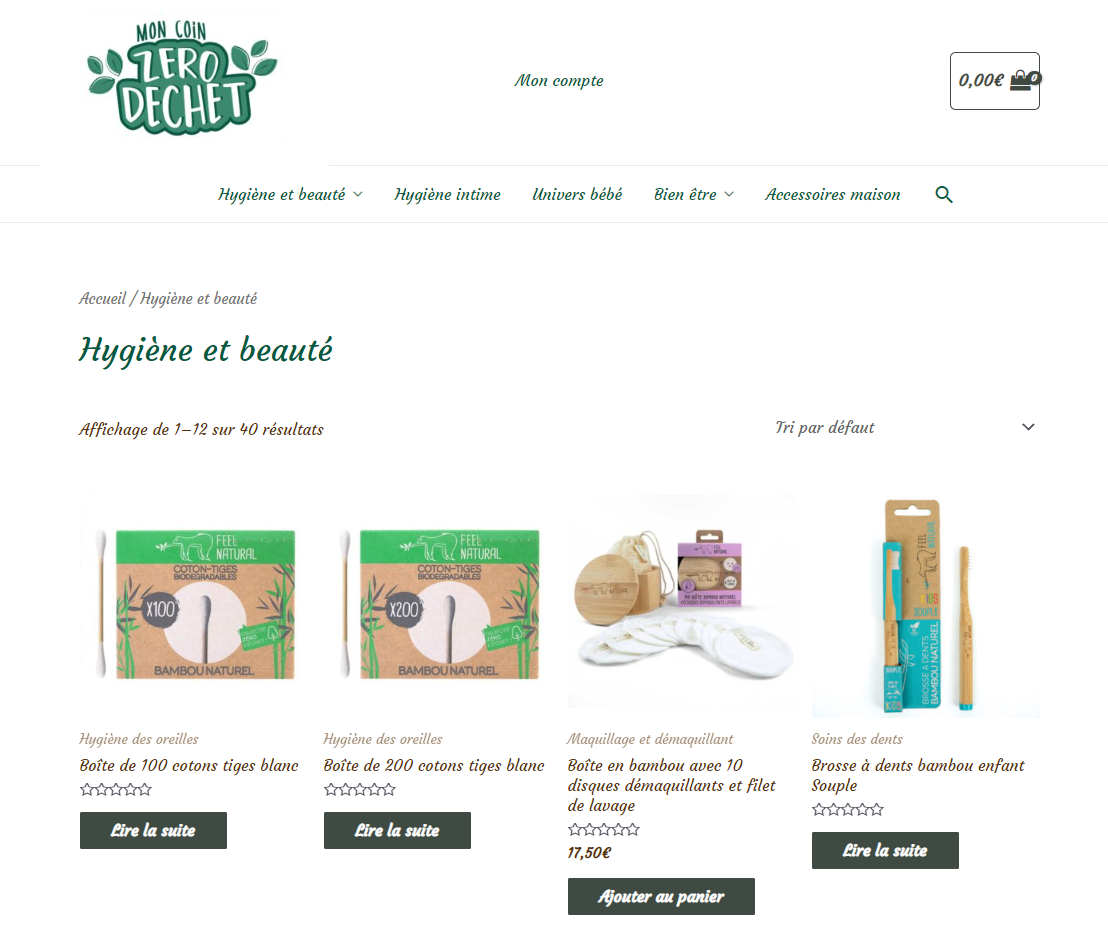 MON COIN
ZERO
DECHET
Mon compte
0,00€ 0
Hygiène et beauté
Hygiène intime
Univers bébé
Bien être
Accessoires maison
Accueil / Hygiène et beauté
Hygiène et beauté
Affichage de 1–12 sur 40 résultats
Tri par défaut
FEEL
NATURAL
COTON-TIGES
BIODEGRADABLES
X100
BAMBOU NATUREL
FEEL
NATURAL
COTON-TIGES
BIODEGRADABLES
X200
BAMBOU NATUREL
FEEL
NATURAL
SOUPLE
BROSSE A DENTS
BAMBOU NATUREL
KIDS
Hygiène des oreilles
Boîte de 100 cotons tiges blanc
Lire la suite
Hygiène des oreilles
Boîte de 200 cotons tiges blanc
Lire la suite
Maquillage et démaquillant
Boîte en bambou avec 10
disques démaquillants et filet
de lavage
17,50€
Ajouter au panier
Soins des dents
Brosse à dents bambou enfant
Souple
Lire la suite